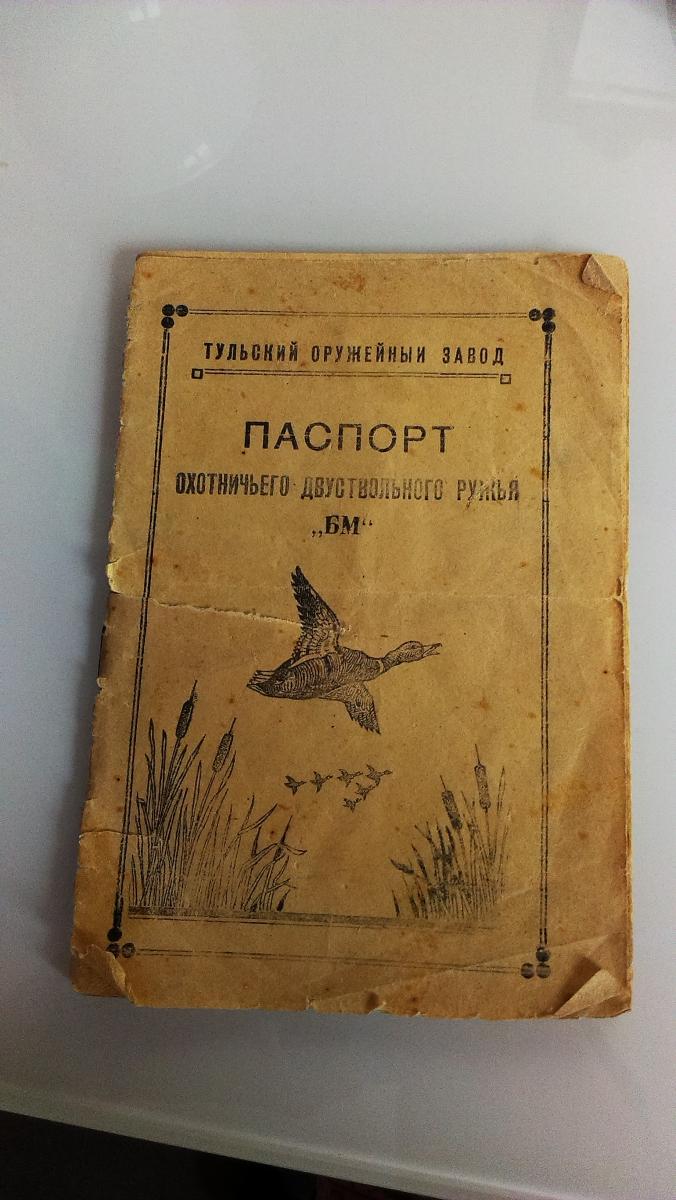 ТУЛЬСКИЙ ОРУЖЕЙНЫЙ ЗАВОД
ПАСПОРТ
ОХОТНИЧЬЕГО ДВУСТВОЛЬНОГО РУЖЬЯ
„БМ“